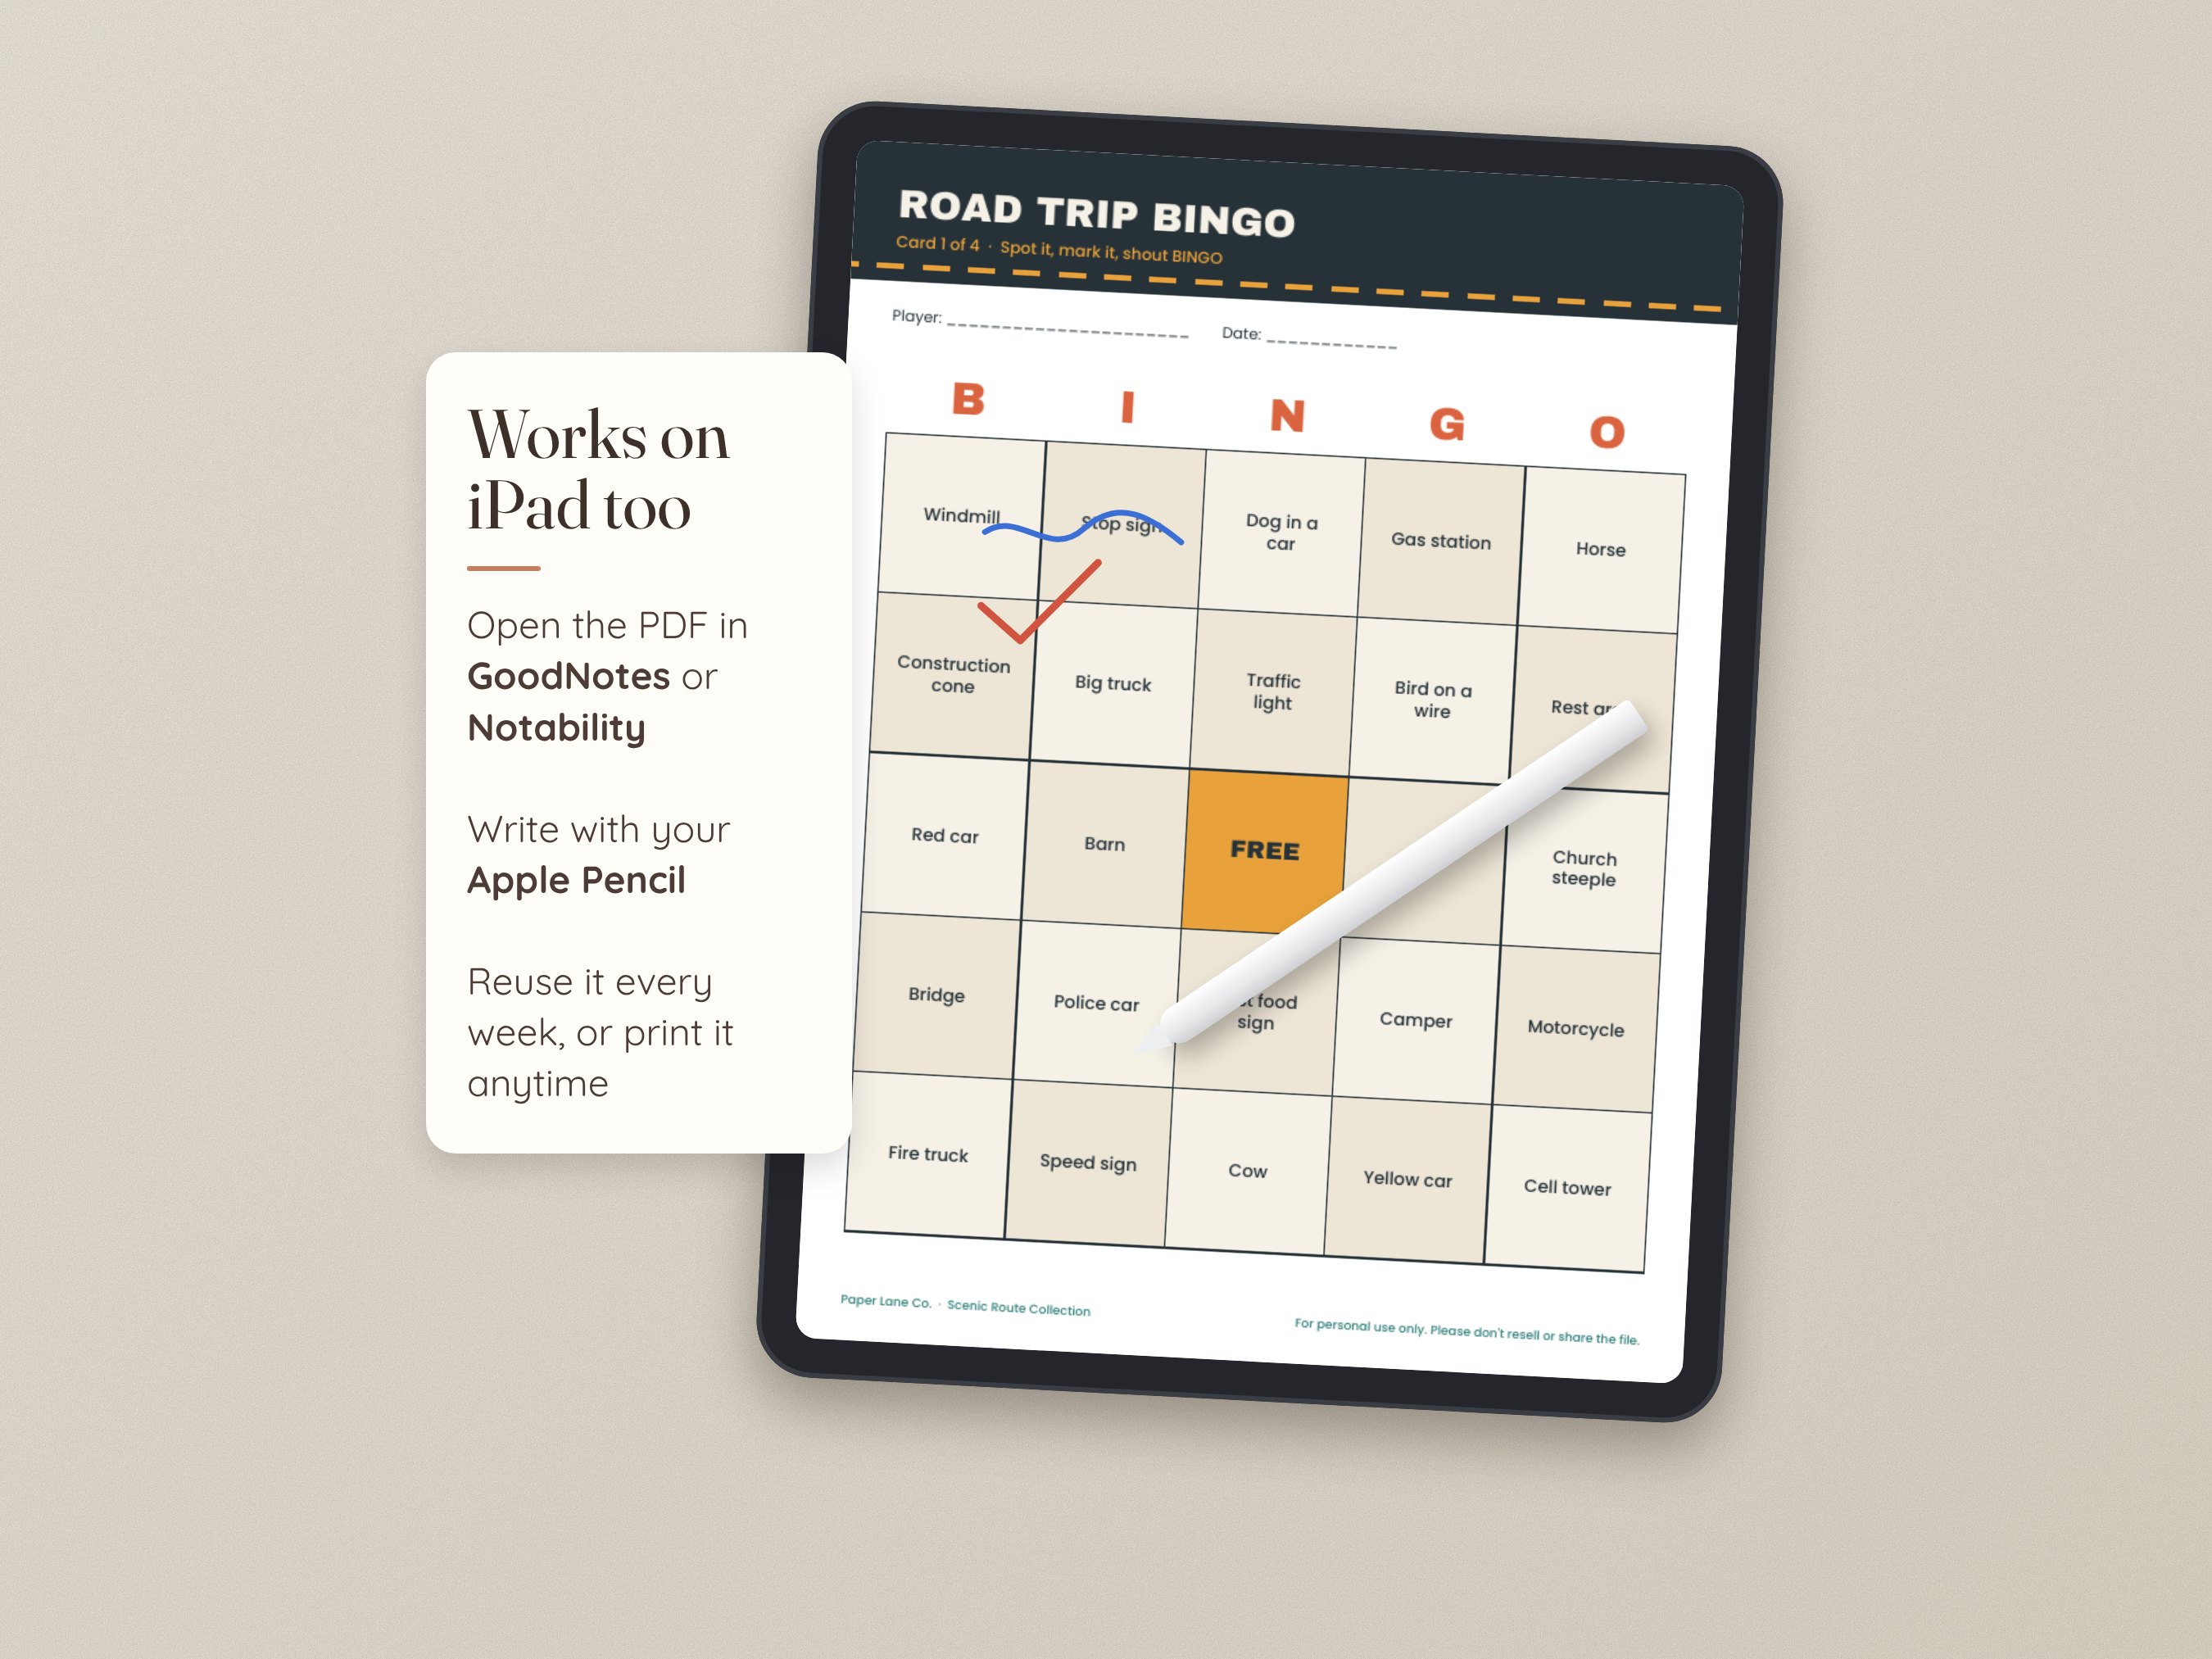 Works on
iPad too
Open the PDF in
GoodNotes or
Notability
Write with your
Apple Pencil
Reuse it every
week, or print it
anytime
ROAD TRIP BINGO
Card 1 of 4 · Spot it, mark it, shout BINGO
Player: Date:
B I N G O
Windmill
Stop sign
Dog in a
car
Gas station
Horse
Construction
cone
Big truck
Traffic
light
Bird on a
wire
Rest
Red car
Barn
FREE
Church
steeple
Bridge
Police car
food
sign
Camper
Motorcycle
Fire truck
Speed sign
Cow
Yellow car
Cell tower
Paper Lane Co. · Scenic Route Collection
For personal use only. Please don't resell or share the file.